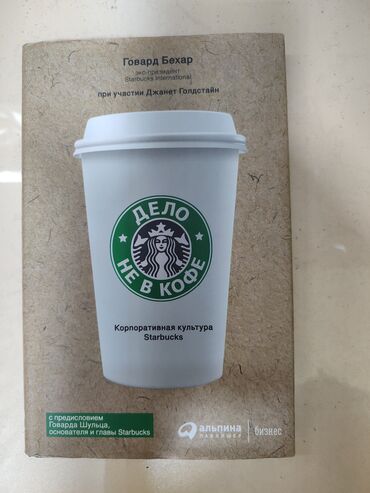 Говард Бехар
экс-президент
Starbucks International
при участии Джанет Голдстайн
ДЕЛО
НЕ В КОФЕ
Корпоративная культура
Starbucks
с предисловием
Говарда Шульца,
основателя и главы Starbucks
альпина
ПАБЛИШЕР
бизнес